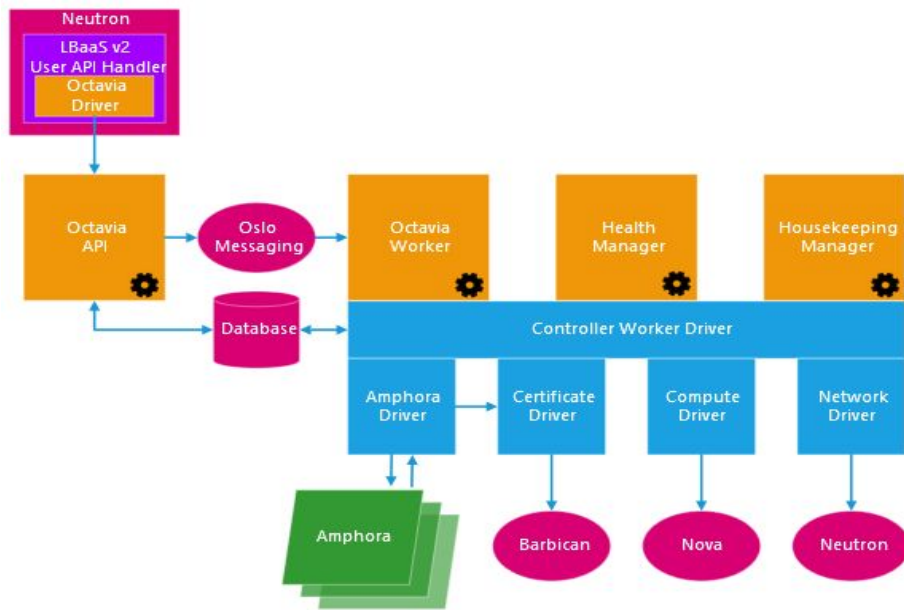 Neutron
LBaaS v2
User API Handler
Octavia
Driver
Octavia
API
Oslo
Messaging
Octavia
Worker
Health
Manager
Housekeeping
Manager
Database
Controller Worker Driver
Amphora
Driver
Certificate
Driver
Compute
Driver
Network
Driver
Amphora
Barbican
Nova
Neutron